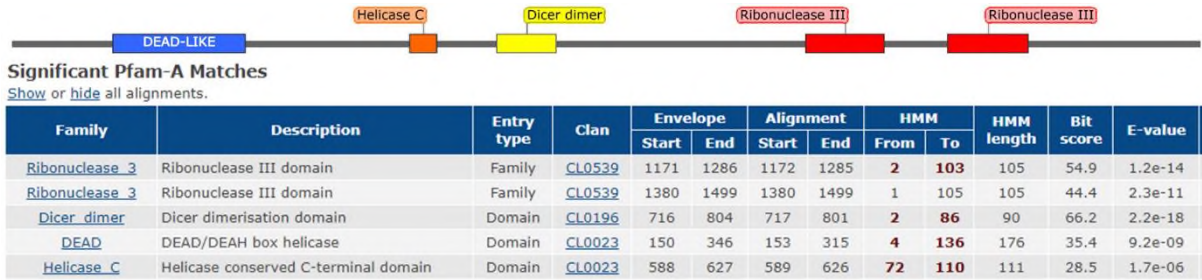 Helicase C Dicer dimer Ribonuclease III Ribonuclease III
DEAD-LIKE
Significant Pfam-A Matches
Show or hide all alignments.
Family Description Entry type Clan Envelope Alignment HMM HMM length Bit score E-value
Start End Start End From To
Ribonuclease_3 Ribonuclease III domain Family CL0539 1171 1286 1172 1285 2 103 105 54.9 1.2e-14
Ribonuclease_3 Ribonuclease III domain Family CL0539 1380 1499 1380 1499 1 105 105 44.4 2.3e-11
Dicer_dimer Dicer dimerisation domain Domain CL0196 716 804 717 801 2 86 90 66.2 2.2e-18
DEAD DEAD/DEAH box helicase Domain CL0023 150 346 153 315 4 136 176 35.4 9.2e-09
Helicase_C Helicase conserved C-terminal domain Domain CL0023 588 627 589 626 72 110 111 28.5 1.7e-06